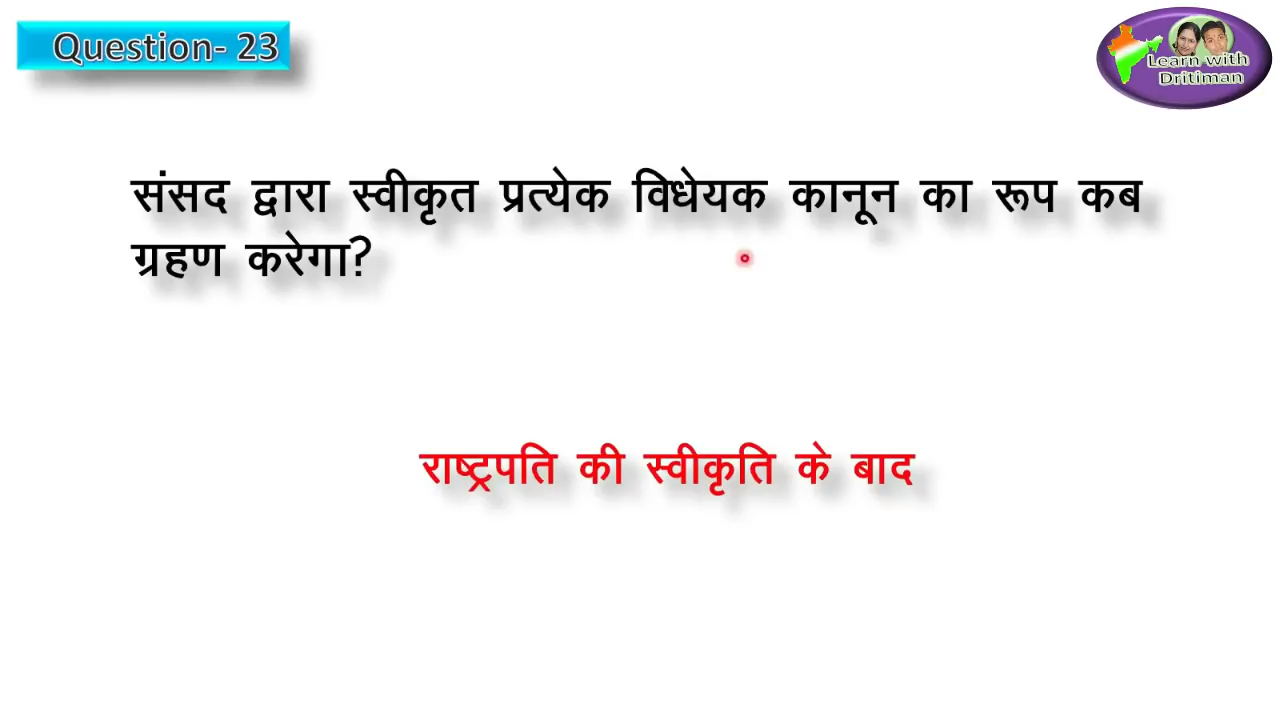 Question- 23
Learn with
Dritiman
संसद द्वारा स्वीकृत प्रत्येक विधेयक कानून का रूप कब
ग्रहण करेगा?
राष्ट्रपति की स्वीकृति के बाद